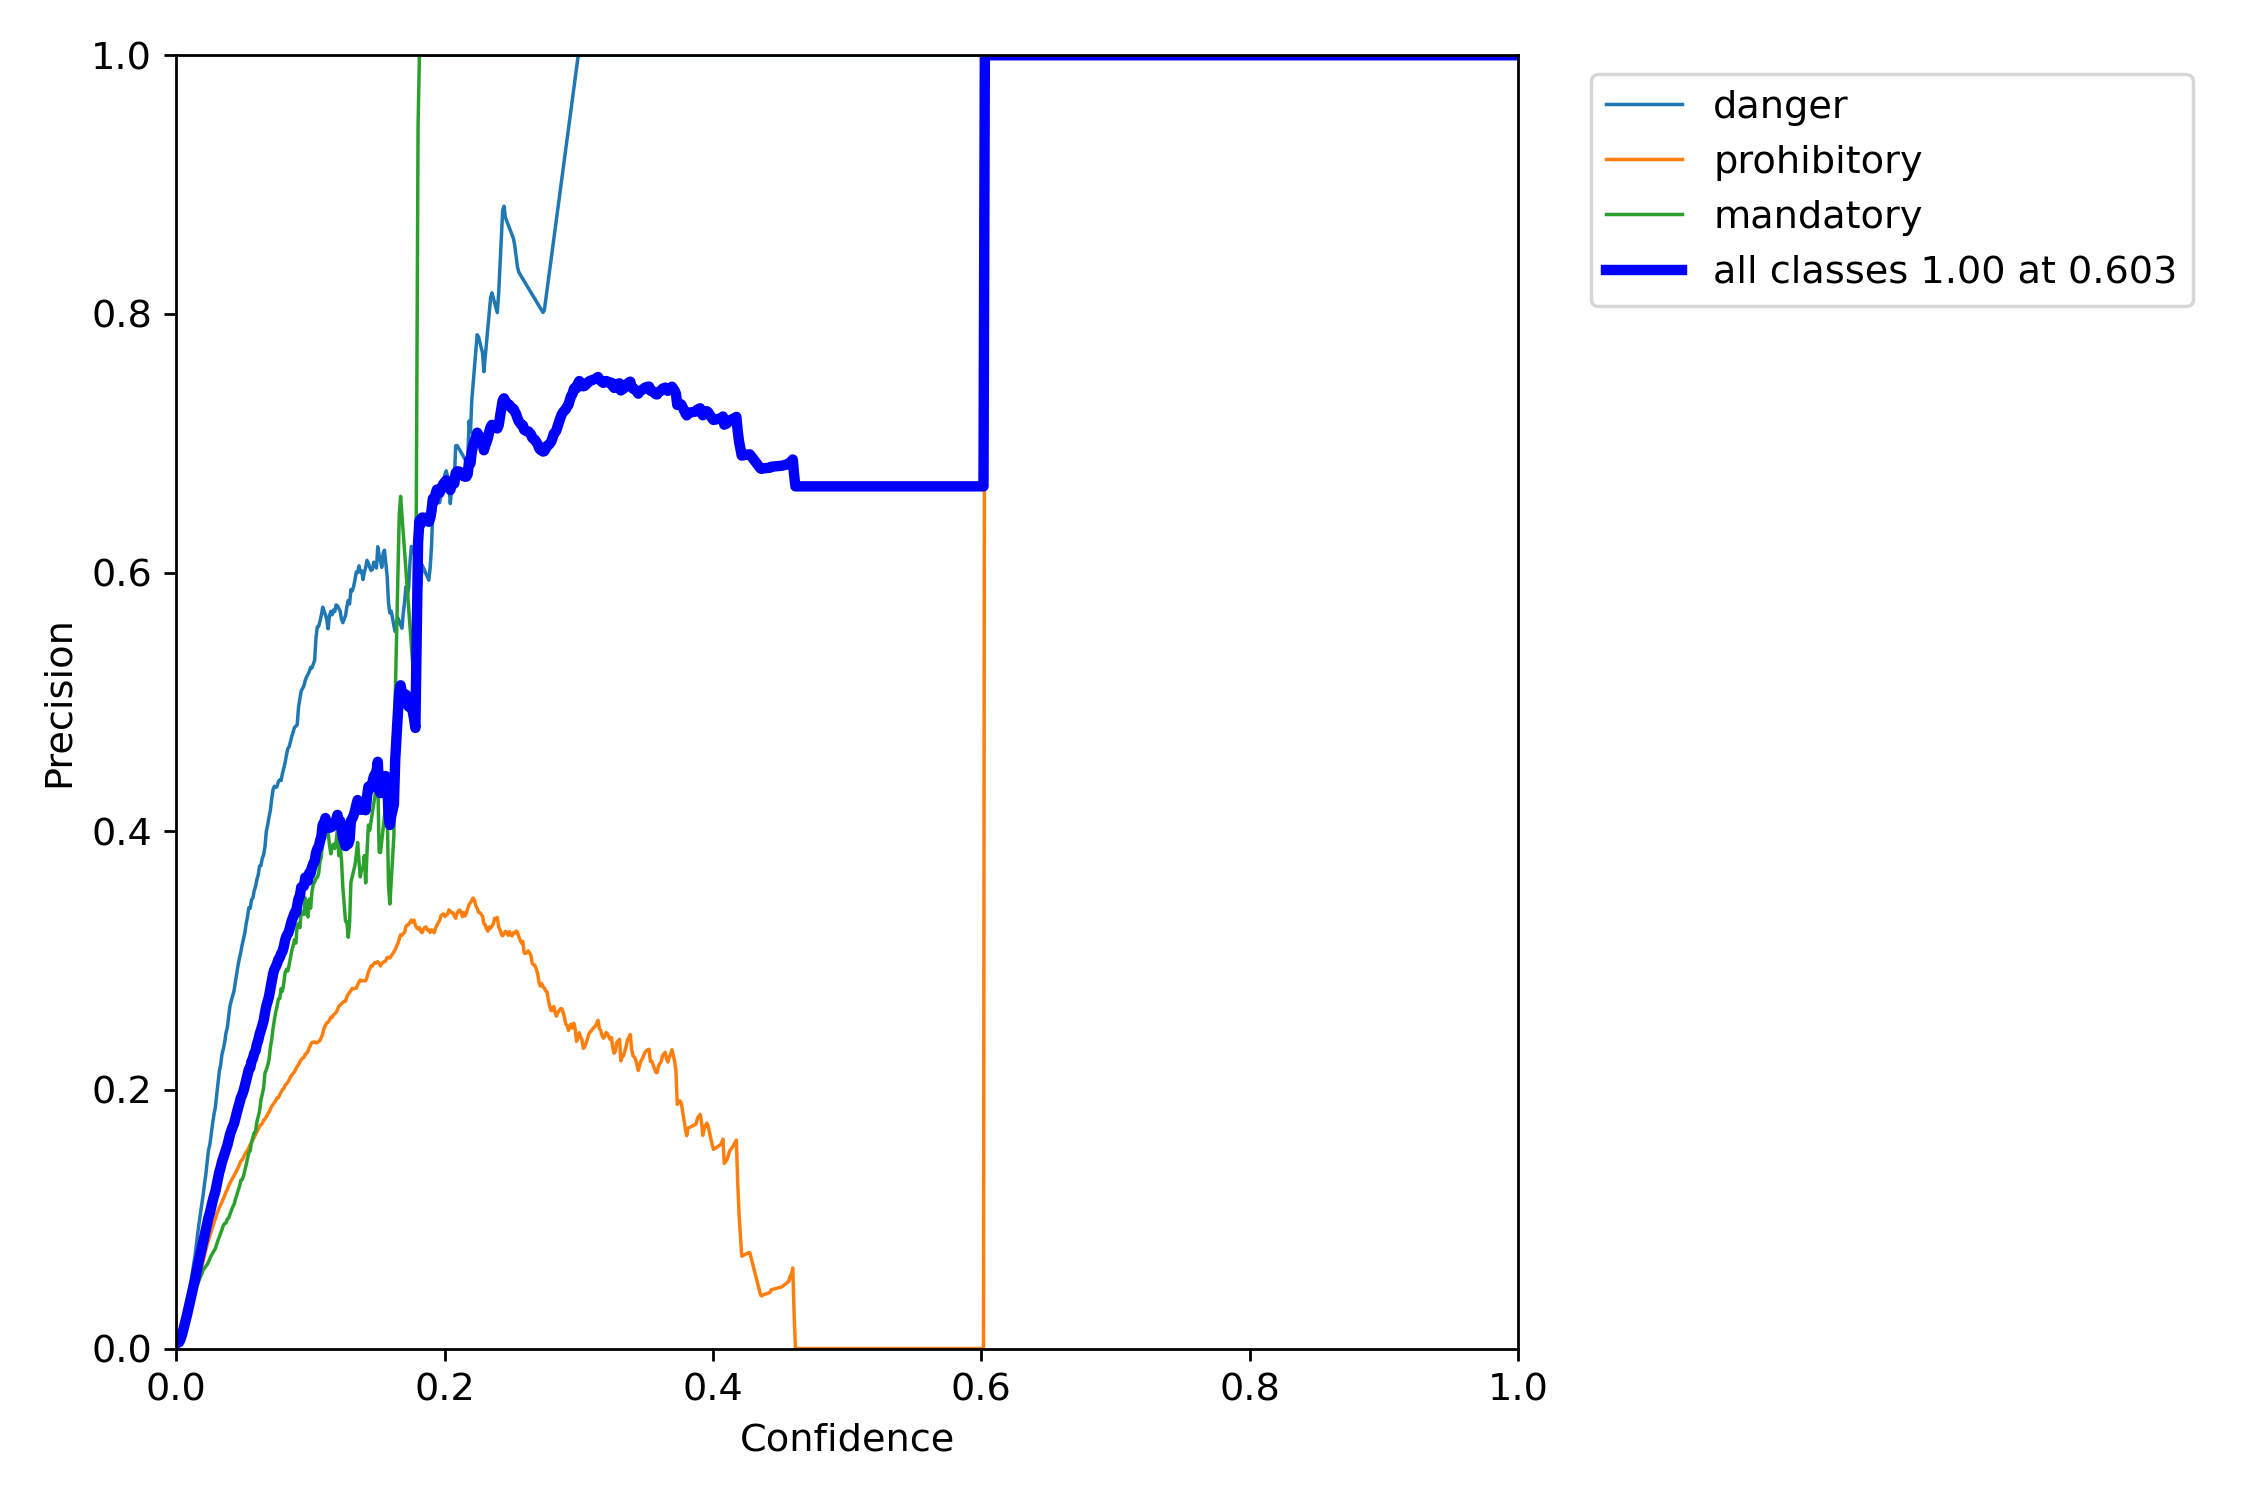 1.0
0.8
0.6
0.4
0.2
0.0
Precision
0.0 0.2 0.4 0.6 0.8 1.0
Confidence
danger
prohibitory
mandatory
all classes 1.00 at 0.603